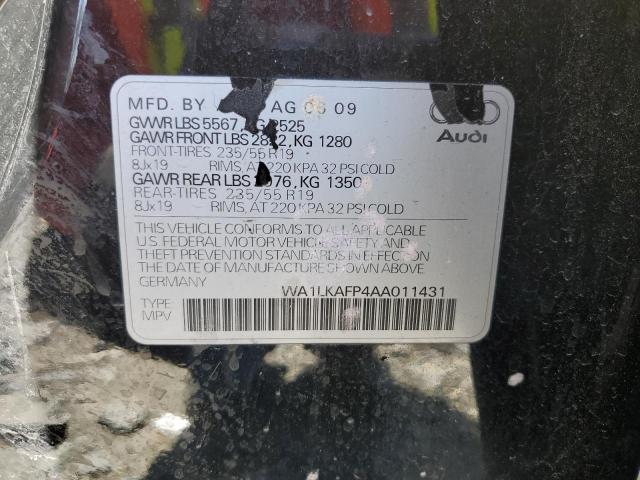 MFD. BY AG 09
Audi
GVWR LBS 5567, KG 2525
GAWR FRONT LBS 2822, KG 1280
FRONT-TIRES 235/55 R19
8Jx19 RIMS, AT 220 KPA 32 PSI COLD
GAWR REAR LBS 2976, KG 1350
REAR-TIRES 235/55 R19
8Jx19 RIMS, AT 220 KPA 32 PSI COLD
THIS VEHICLE CONFORMS TO ALL APPLICABLE
U.S. FEDERAL MOTOR VEHICLE SAFETY AND
THEFT PREVENTION STANDARDS IN EFFECT ON
THE DATE OF MANUFACTURE SHOWN ABOVE
GERMANY
WA1LKAFP4AA011431
TYPE
MPV